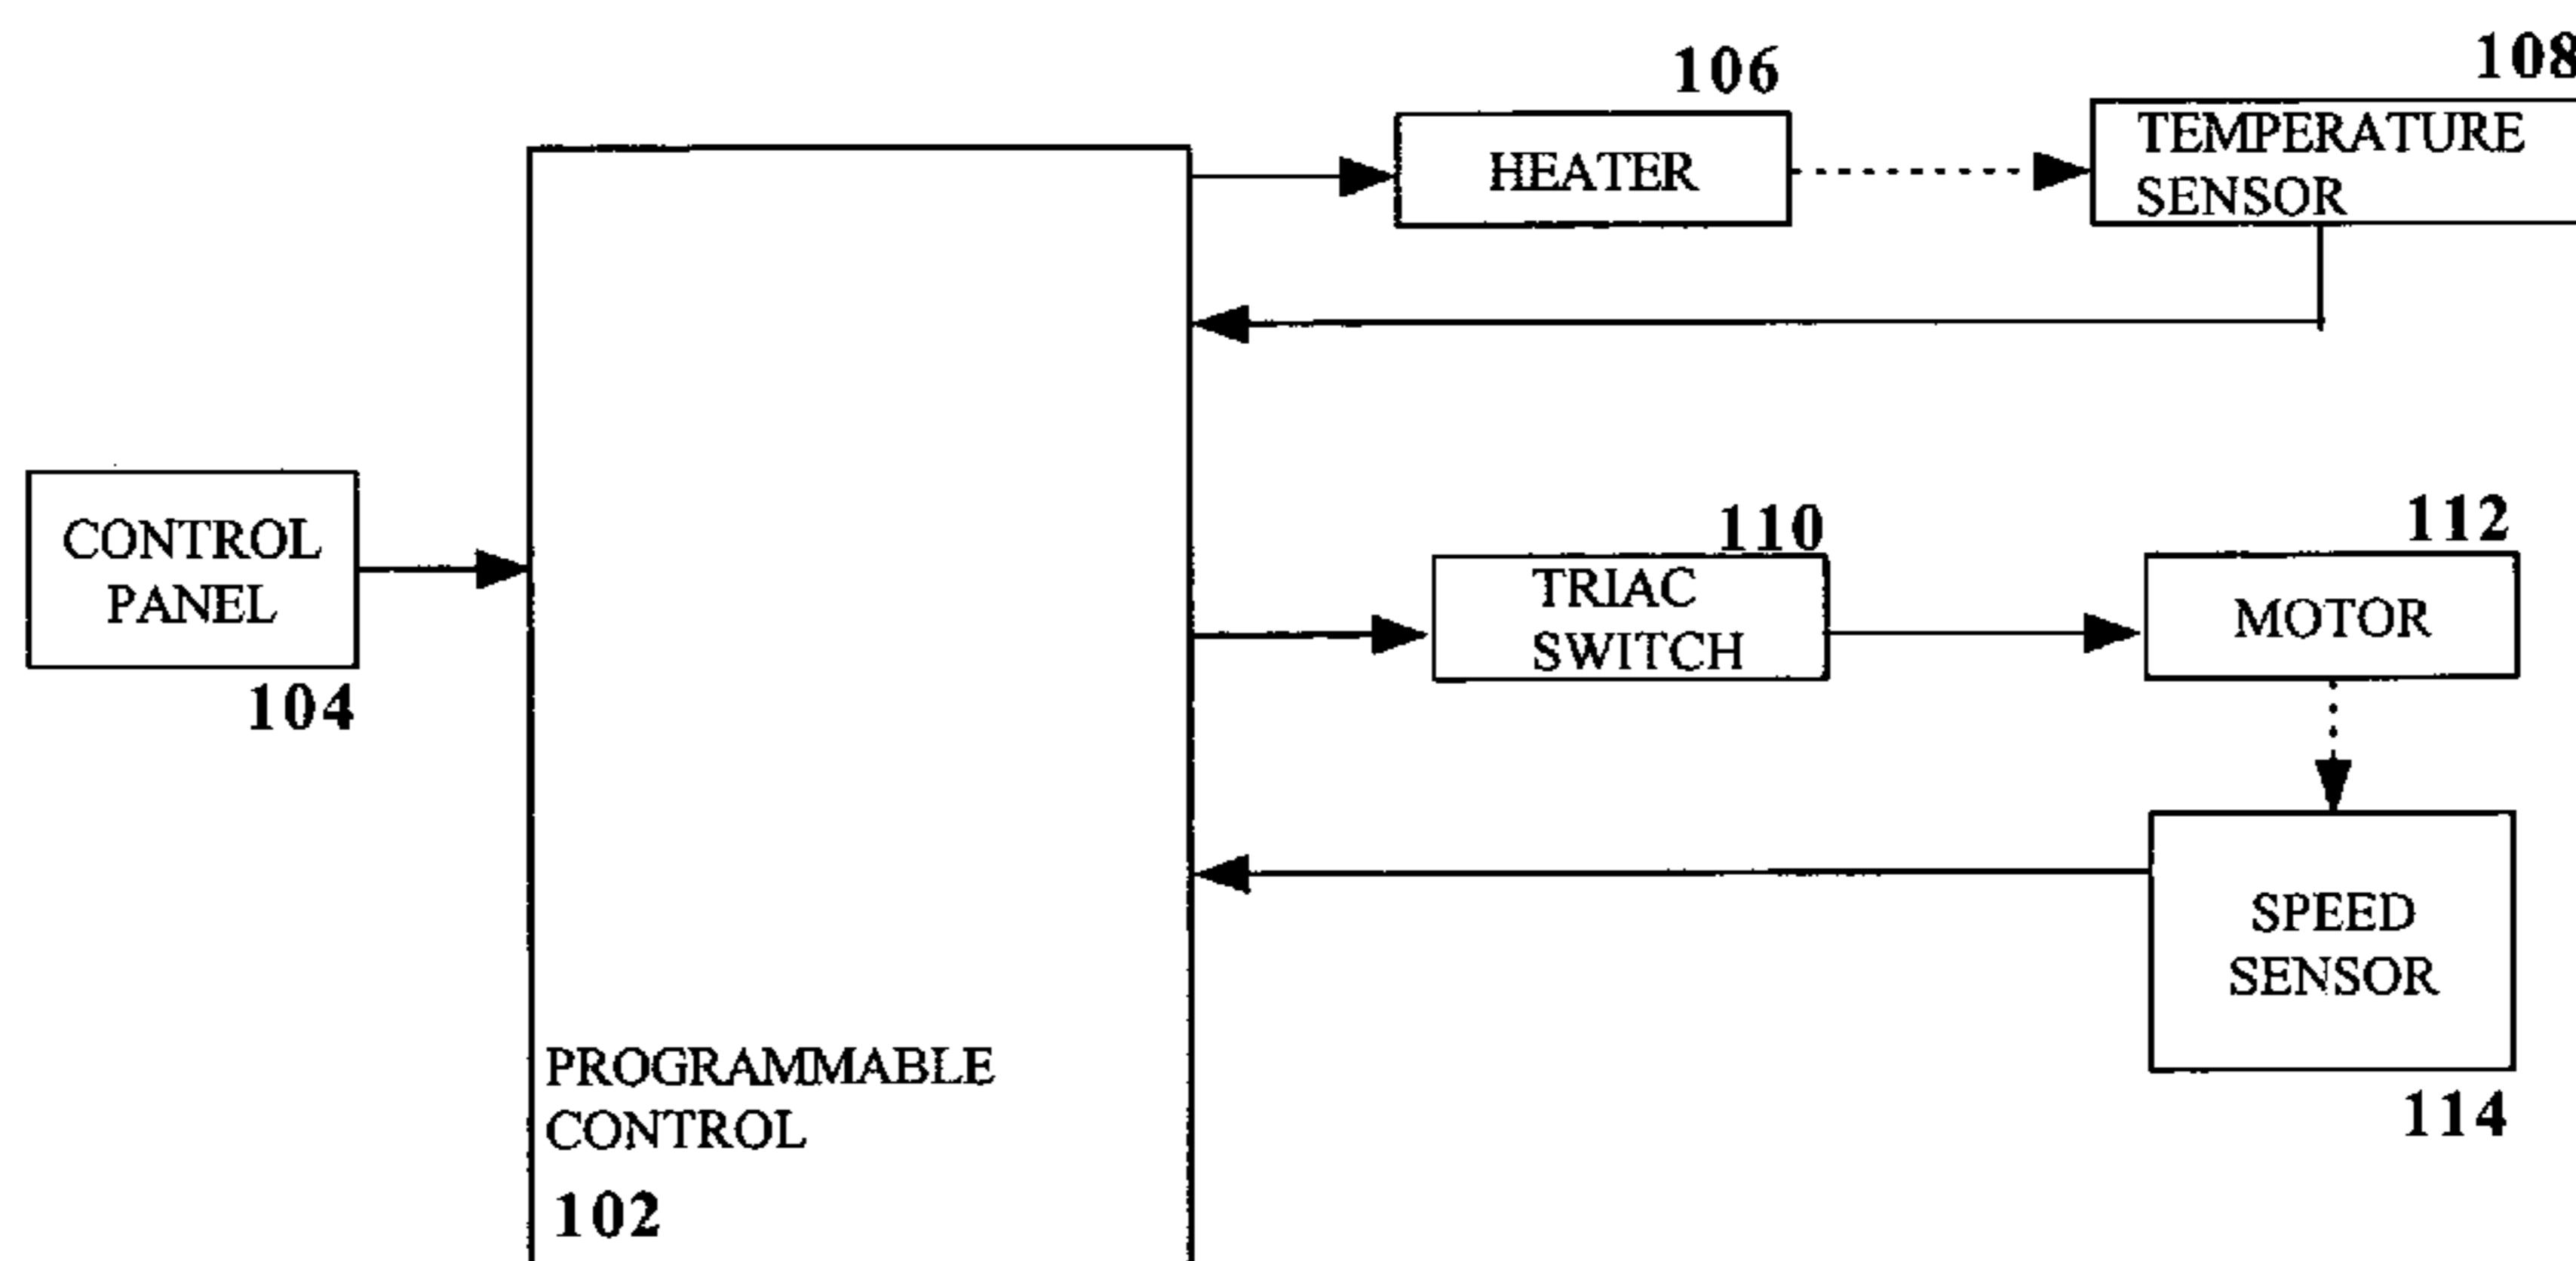 106
108
HEATER
TEMPERATURE
SENSOR
CONTROL
PANEL
104
110
TRIAC
SWITCH
112
MOTOR
SPEED
SENSOR
114
PROGRAMMABLE
CONTROL
102